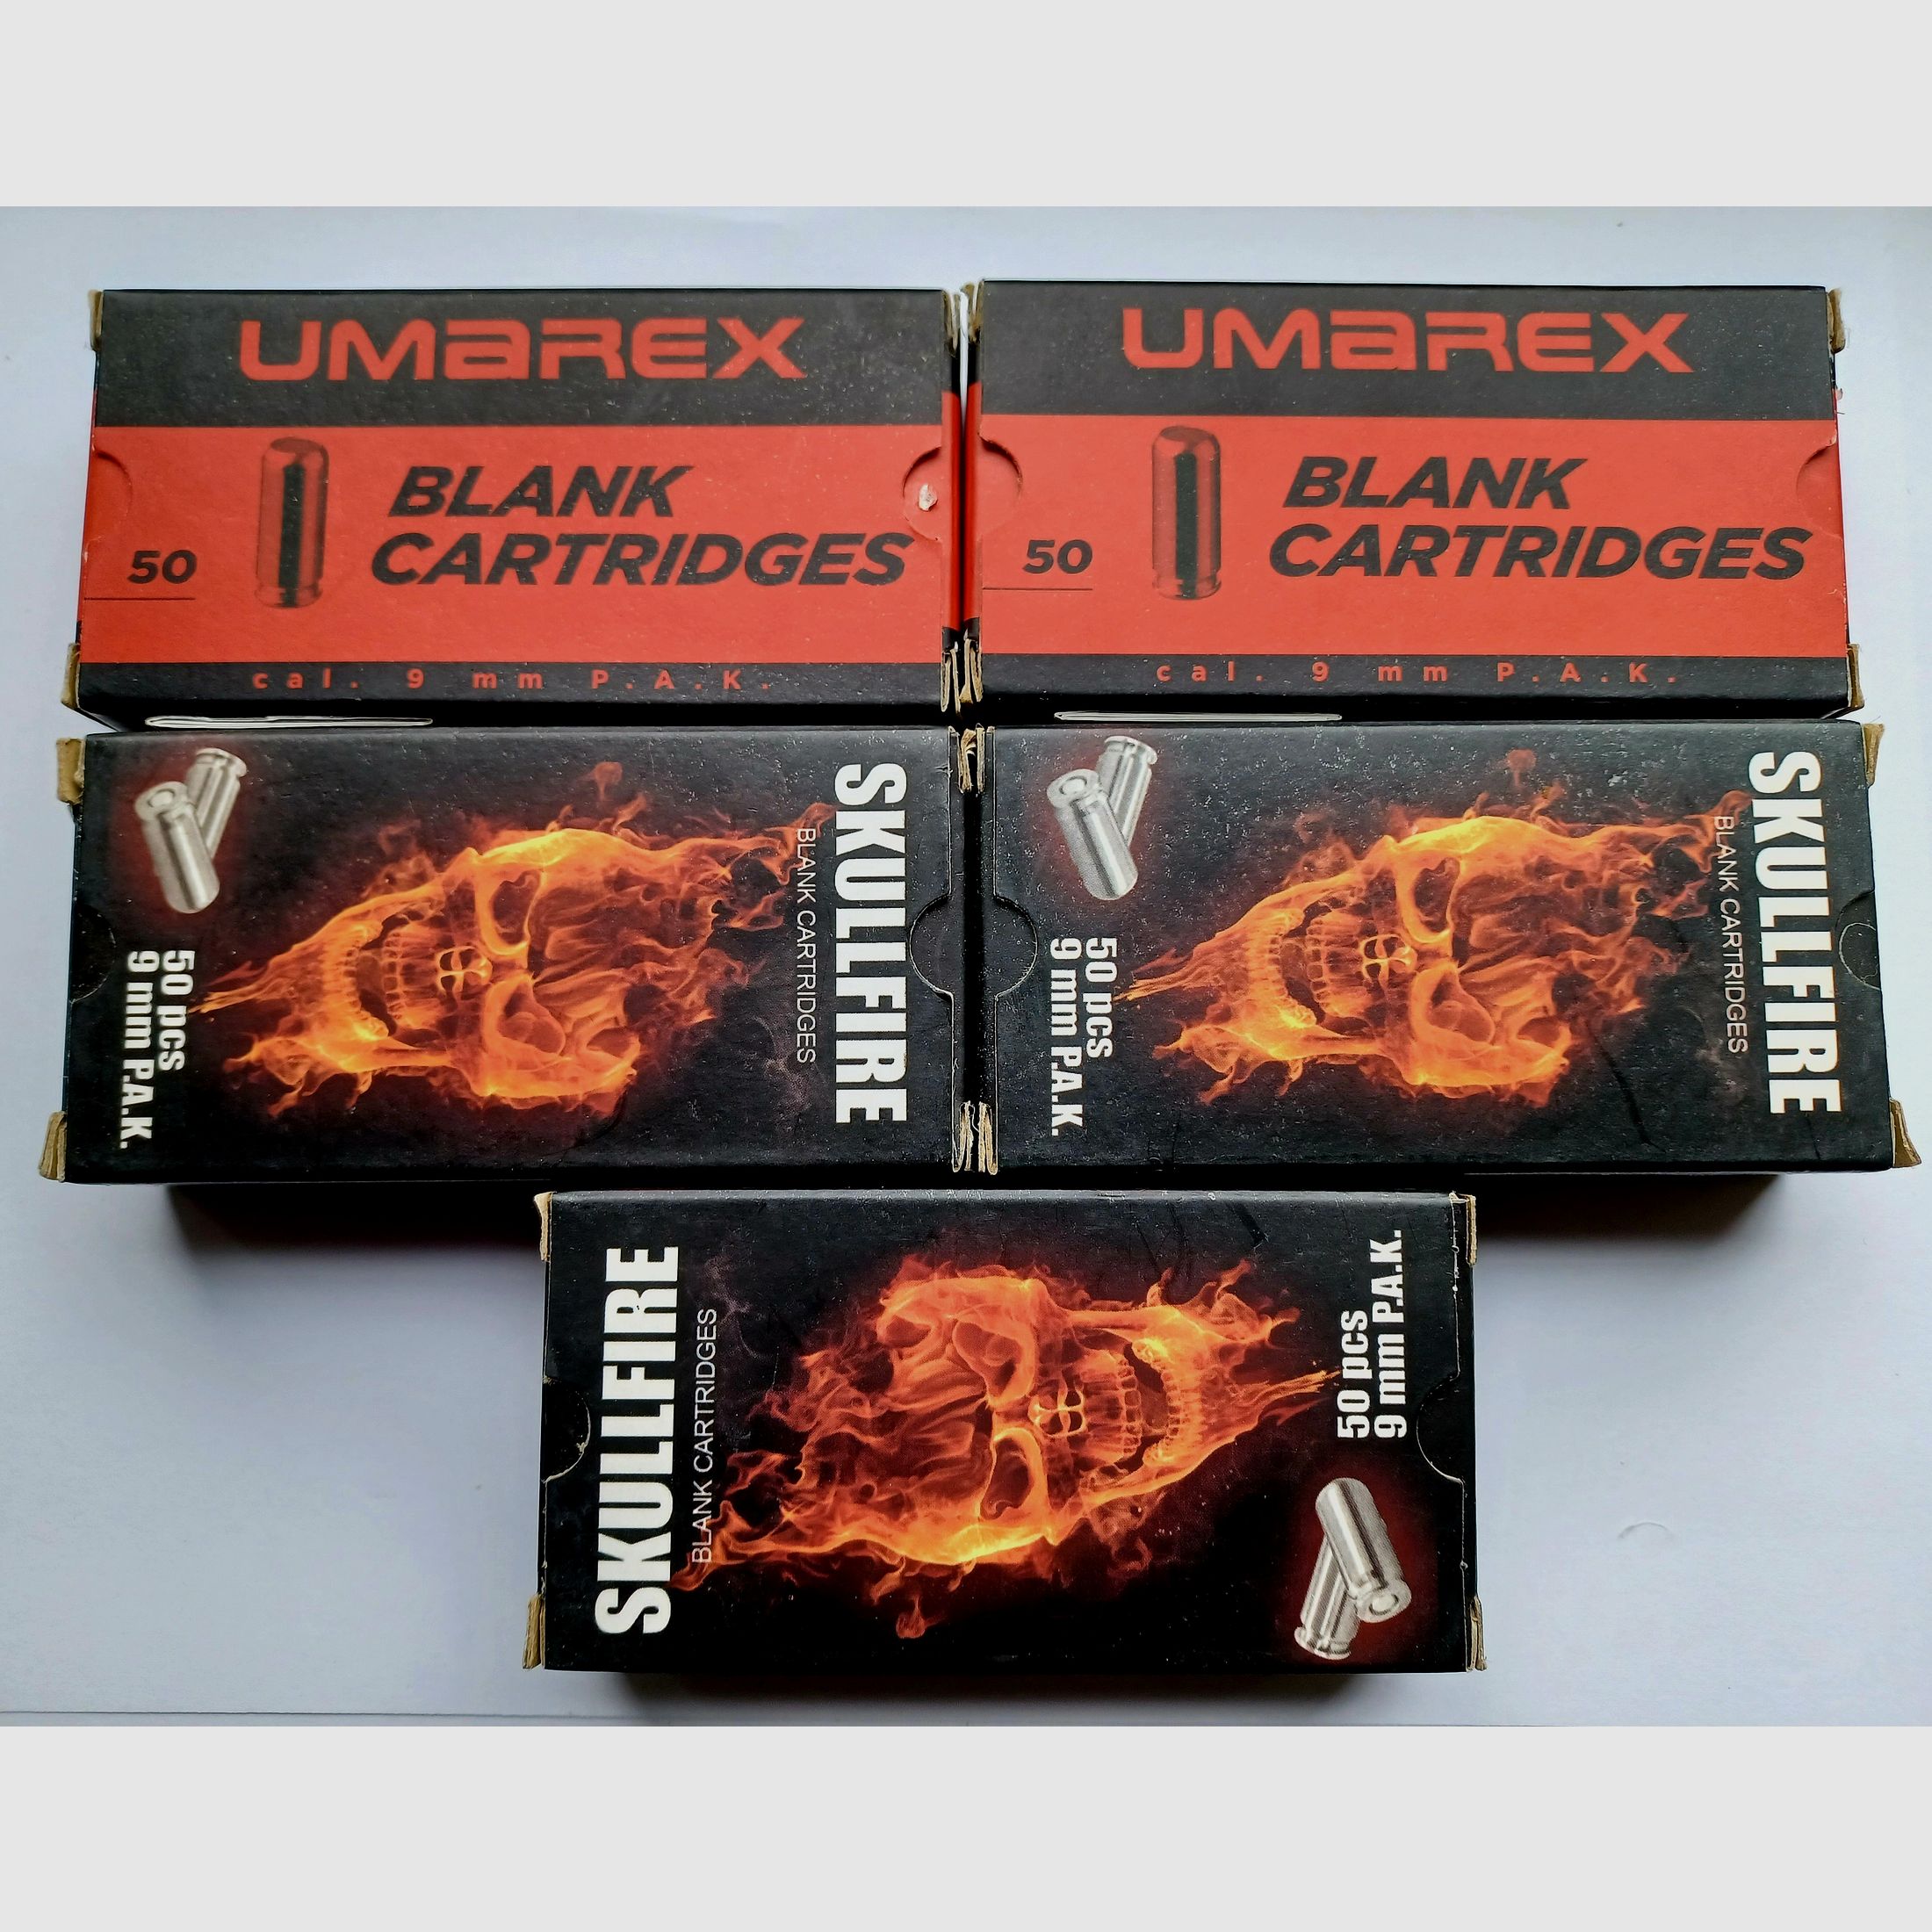 UMAREX
50
BLANK
CARTRIDGES
cal. 9 mm P.A.K.
UMAREX
50
BLANK
CARTRIDGES
cal. 9 mm P.A.K.
SKULLFIRE
BLANK CARTRIDGES
50 pcs
9 mm P.A.K.
SKULLFIRE
BLANK CARTRIDGES
50 pcs
9 mm P.A.K.
SKULLFIRE
BLANK CARTRIDGES
50 pcs
9 mm P.A.K.